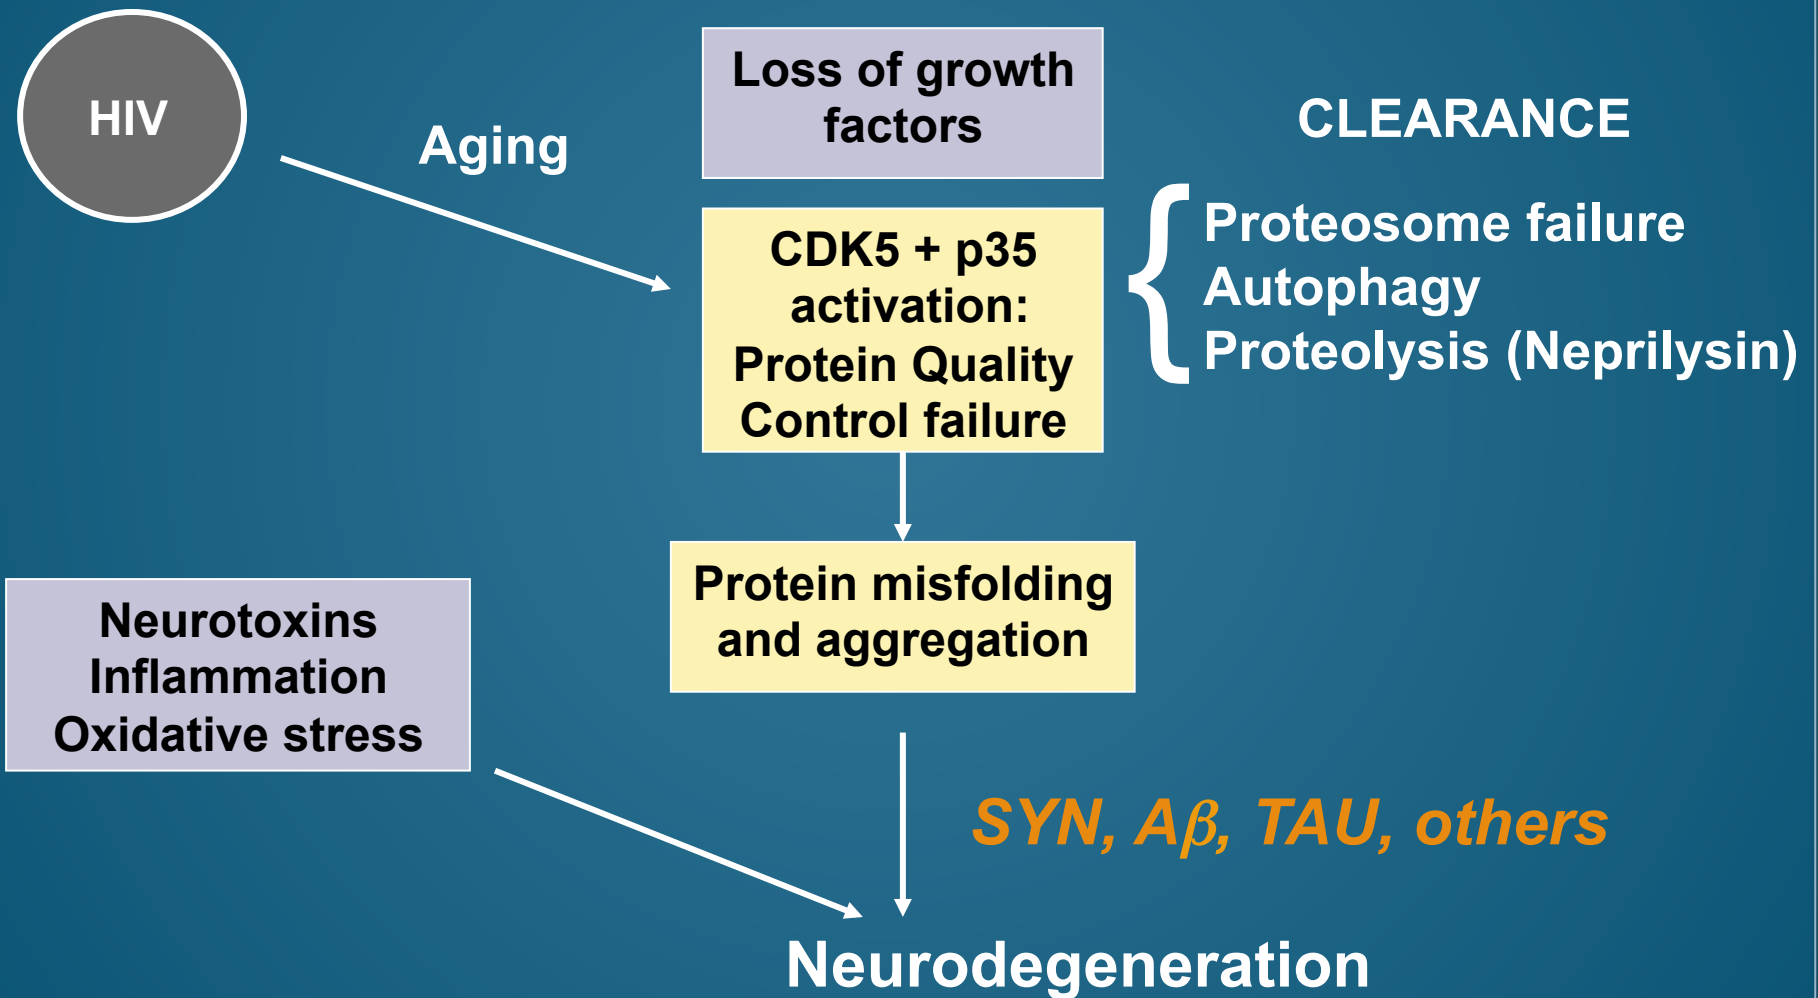 HIV
Aging
Loss of growth
factors
CLEARANCE
CDK5 + p35
activation:
Protein Quality
Control failure
{
Proteosome failure
Autophagy
Proteolysis (Neprilysin)
Protein misfolding
and aggregation
Neurotoxins
Inflammation
Oxidative stress
SYN, Aβ, TAU, others
Neurodegeneration